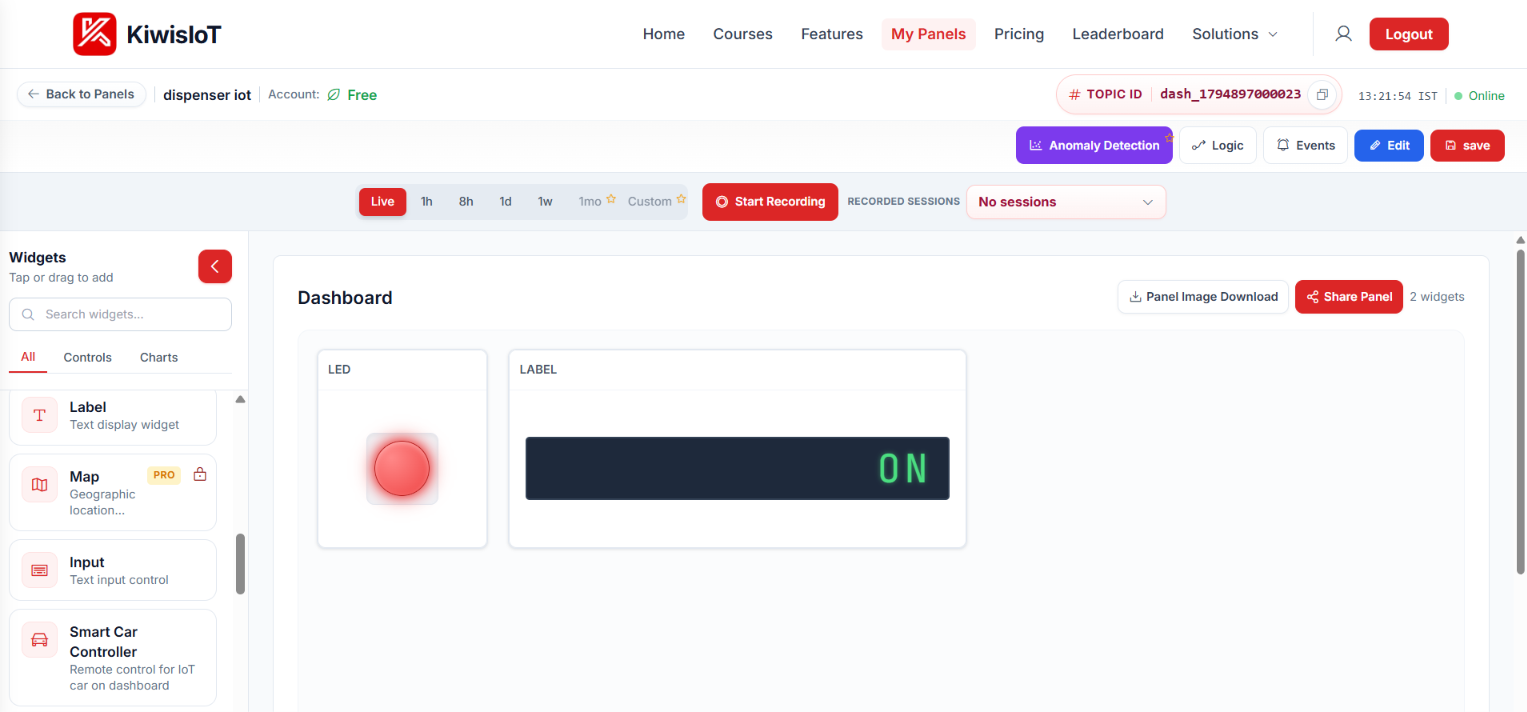 KiwisIoT
Home Courses Features My Panels Pricing Leaderboard Solutions Logout
Back to Panels dispenser iot Account: Free # TOPIC ID dash_1794897000023 13:21:54 IST Online
Anomaly Detection Logic Events Edit save
Live 1h 8h 1d 1w 1mo Custom Start Recording RECORDED SESSIONS No sessions
Widgets
Tap or drag to add
Search widgets...
All Controls Charts
Label
Text display widget
Map PRO
Geographic
location...
Input
Text input control
Smart Car
Controller
Remote control for IoT
car on dashboard
Dashboard Panel Image Download Share Panel 2 widgets
LED LABEL
ON